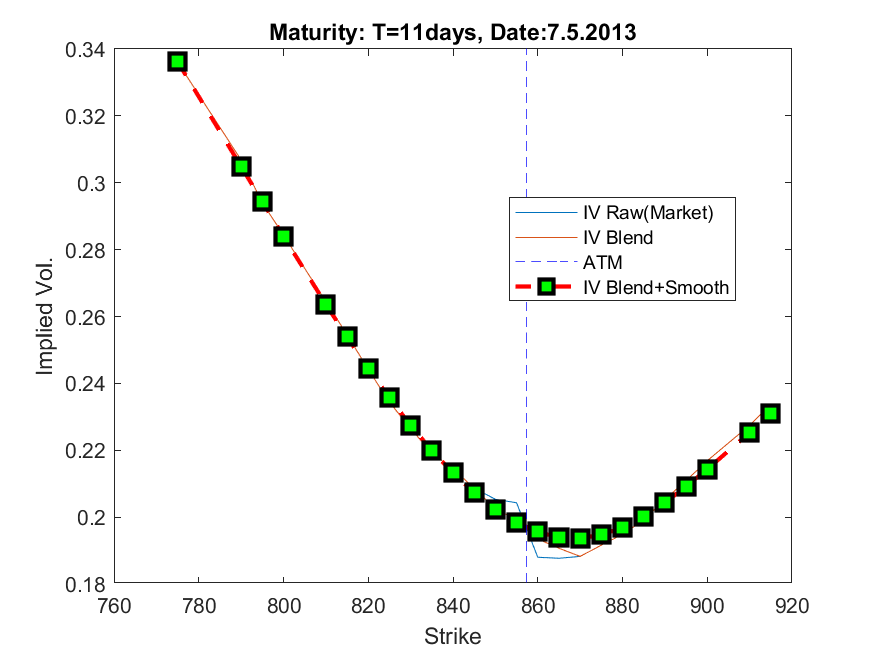 Maturity: T=11days, Date:7.5.2013
0.34
0.32
0.3
0.28
0.26
0.24
0.22
0.2
0.18
Implied Vol.
IV Raw(Market)
IV Blend
ATM
IV Blend+Smooth
760 780 800 820 840 860 880 900 920
Strike